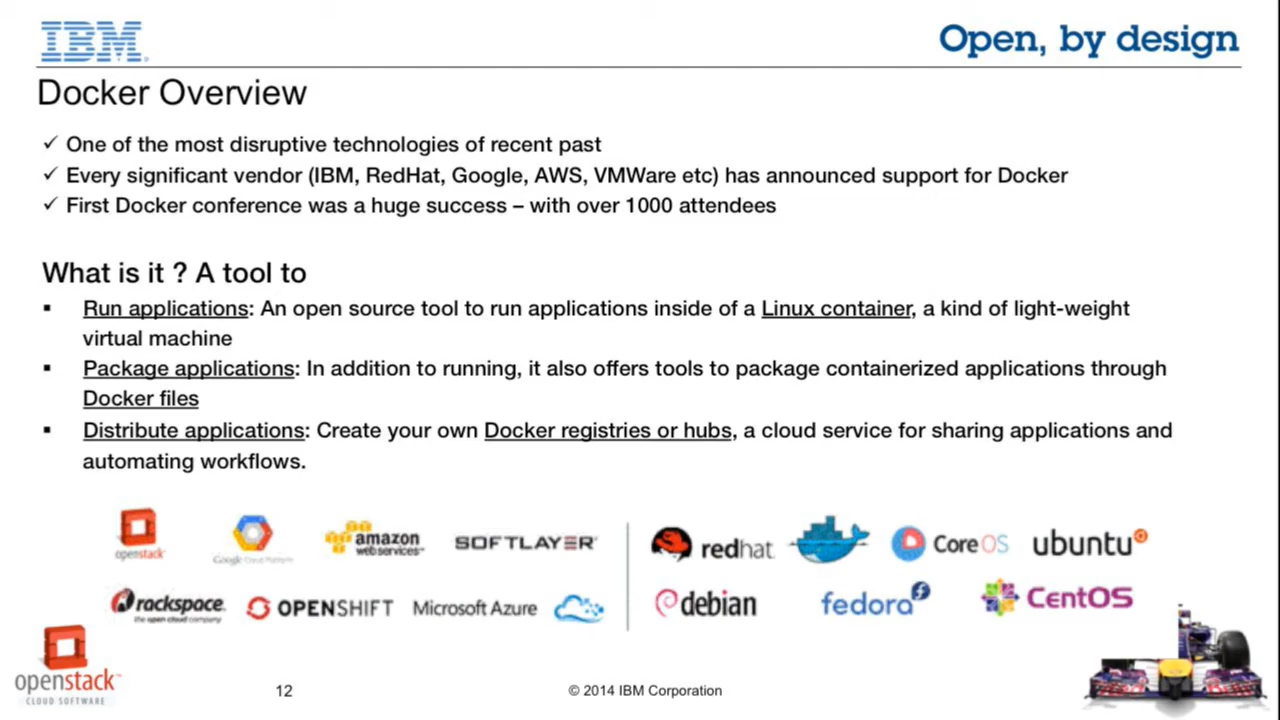 IBM
Open, by design
Docker Overview
✓ One of the most disruptive technologies of recent past
✓ Every significant vendor (IBM, RedHat, Google, AWS, VMWare etc) has announced support for Docker
✓ First Docker conference was a huge success – with over 1000 attendees
What is it ? A tool to
▪ Run applications: An open source tool to run applications inside of a Linux container, a kind of light-weight
virtual machine
▪ Package applications: In addition to running, it also offers tools to package containerized applications through
Docker files
▪ Distribute applications: Create your own Docker registries or hubs, a cloud service for sharing applications and
automating workflows.
openstack
Google Cloud Platform
amazon
web services™
SOFTLAYER
redhat.
CoreOS
ubuntu
rackspace.
the open cloud company
OPENSHIFT
Microsoft Azure
debian
fedora
CentOS
openstack™
CLOUD SOFTWARE
12
© 2014 IBM Corporation